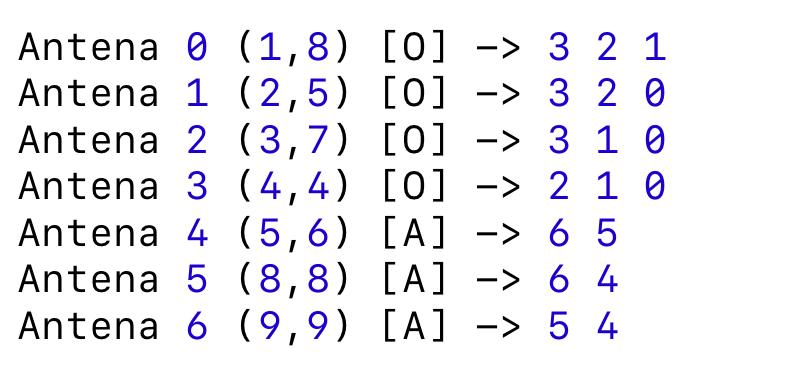 Antena 0 (1,8) [O] -> 3 2 1
Antena 1 (2,5) [O] -> 3 2 0
Antena 2 (3,7) [O] -> 3 1 0
Antena 3 (4,4) [O] -> 2 1 0
Antena 4 (5,6) [A] -> 6 5
Antena 5 (8,8) [A] -> 6 4
Antena 6 (9,9) [A] -> 5 4